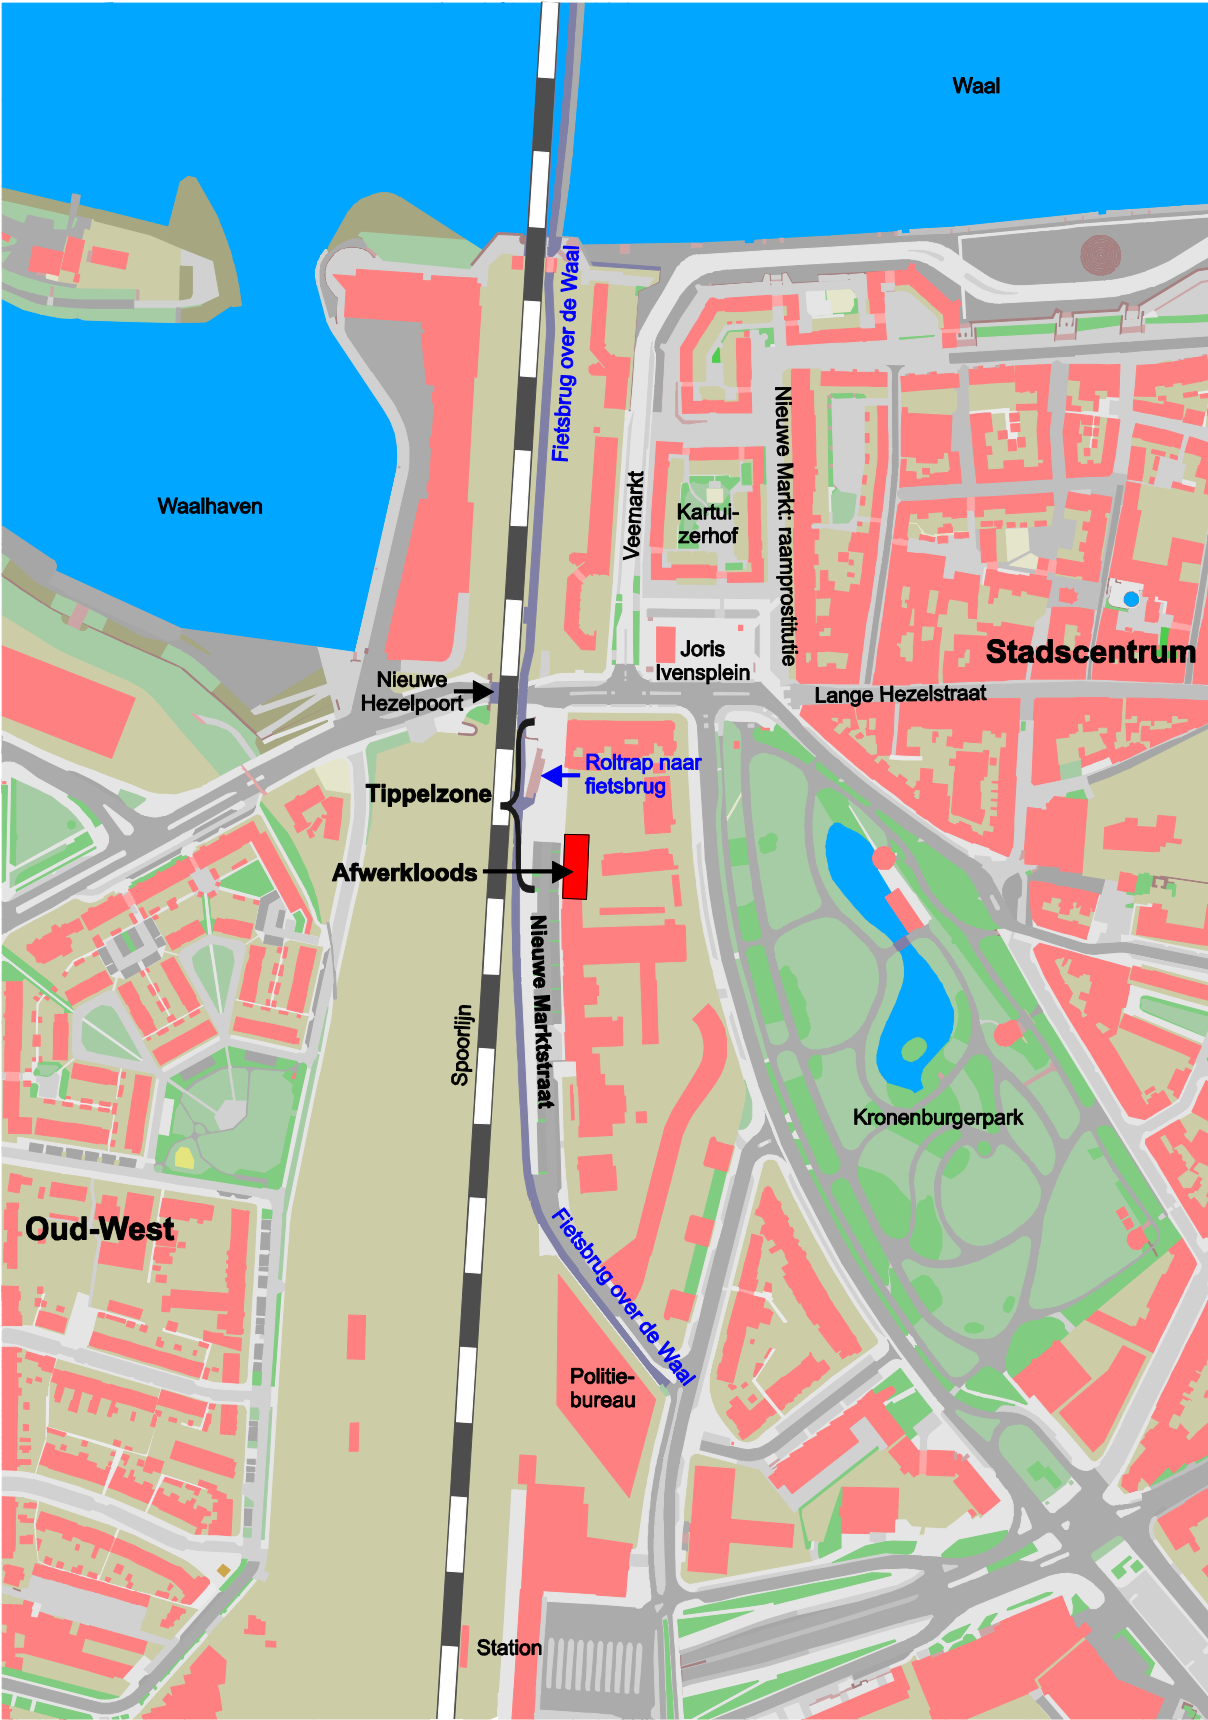 Waal
Fietsbrug over de Waal
Waalhaven
Veemarkt
Kartui-
zerhof
Nieuwe Markt: raamprostitutie
Joris
Ivensplein
Stadscentrum
Nieuwe
Hezelpoort
Lange Hezelstraat
Roltrap naar
fietsbrug
Tippelzone
Afwerkloods
Nieuwe Marktstraat
Spoorlijn
Kronenburgerpark
Oud-West
Fietsbrug over de Waal
Politie-
bureau
Station